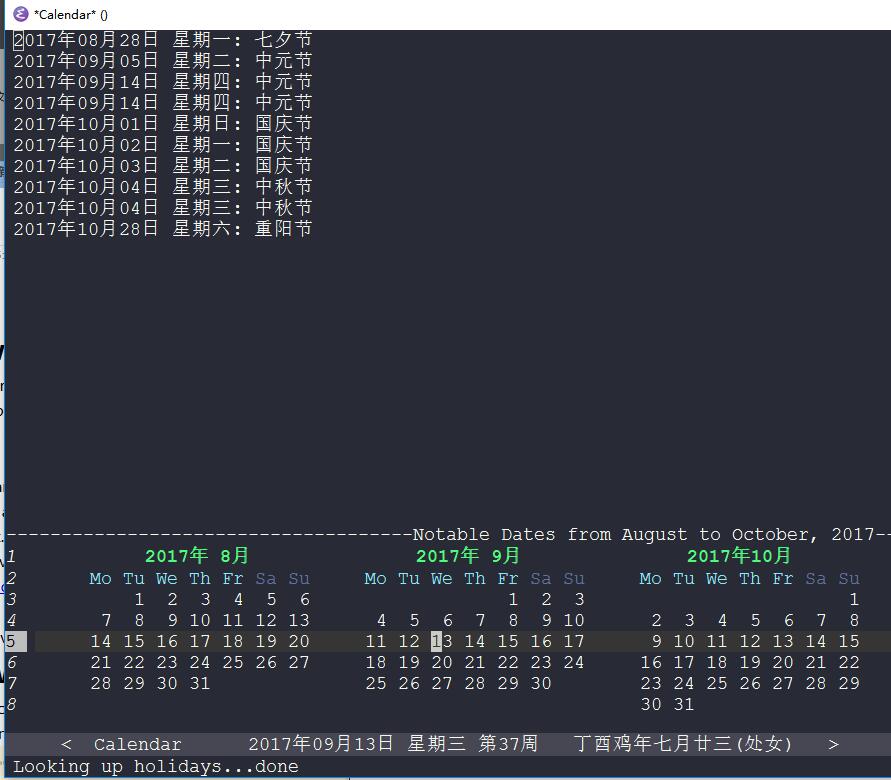 *Calendar* ()
2017年08月28日 星期一: 七夕节
2017年09月05日 星期二: 中元节
2017年09月14日 星期四: 中元节
2017年09月14日 星期四: 中元节
2017年10月01日 星期日: 国庆节
2017年10月02日 星期一: 国庆节
2017年10月03日 星期二: 国庆节
2017年10月04日 星期三: 中秋节
2017年10月04日 星期三: 中秋节
2017年10月28日 星期六: 重阳节
-------------------------------------Notable Dates from August to October, 2017--
1 2017年 8月 2017年 9月 2017年10月
2 Mo Tu We Th Fr Sa Su Mo Tu We Th Fr Sa Su Mo Tu We Th Fr Sa Su
3 1 2 3 4 5 6 1 2 3 1
4 7 8 9 10 11 12 13 4 5 6 7 8 9 10 2 3 4 5 6 7 8
5 14 15 16 17 18 19 20 11 12 13 14 15 16 17 9 10 11 12 13 14 15
6 21 22 23 24 25 26 27 18 19 20 21 22 23 24 16 17 18 19 20 21 22
7 28 29 30 31 25 26 27 28 29 30 23 24 25 26 27 28 29
8 30 31
< Calendar 2017年09月13日 星期三 第37周 丁酉鸡年七月廿三(处女) >
Looking up holidays...done